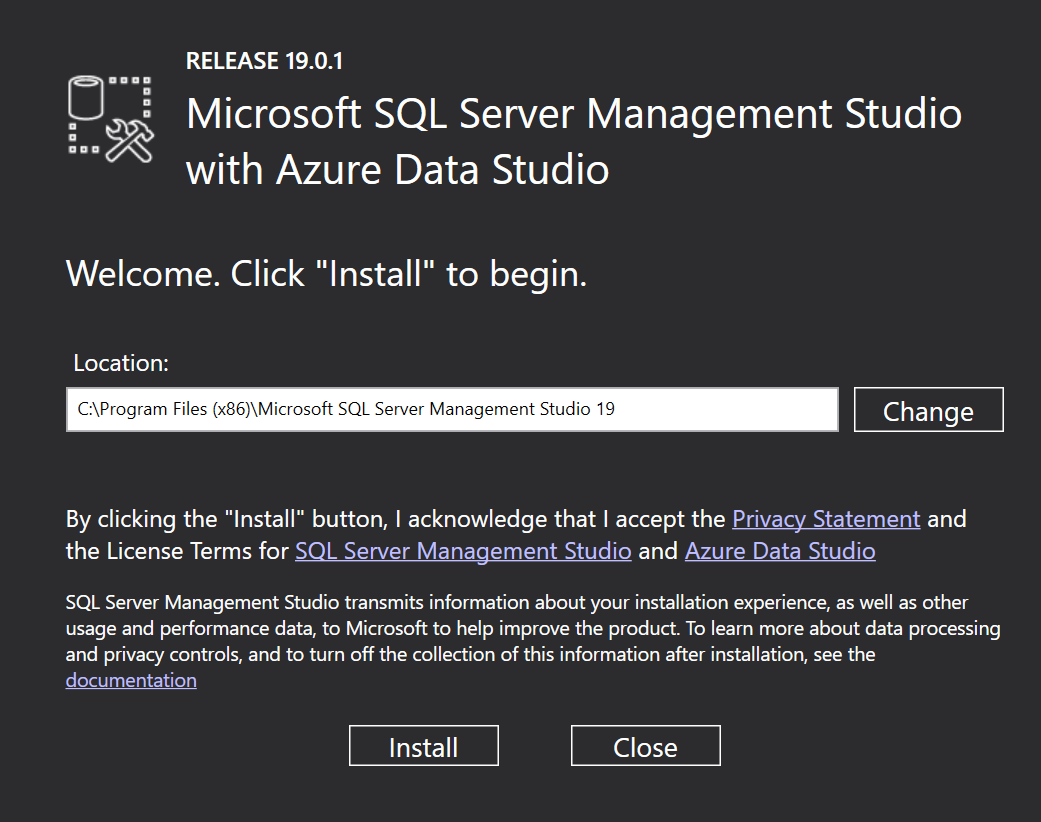 RELEASE 19.0.1
Microsoft SQL Server Management Studio
with Azure Data Studio
Welcome. Click "Install" to begin.
Location:
C:\Program Files (x86)\Microsoft SQL Server Management Studio 19
Change
By clicking the "Install" button, I acknowledge that I accept the Privacy Statement and
the License Terms for SQL Server Management Studio and Azure Data Studio
SQL Server Management Studio transmits information about your installation experience, as well as other
usage and performance data, to Microsoft to help improve the product. To learn more about data processing
and privacy controls, and to turn off the collection of this information after installation, see the
documentation
Install
Close